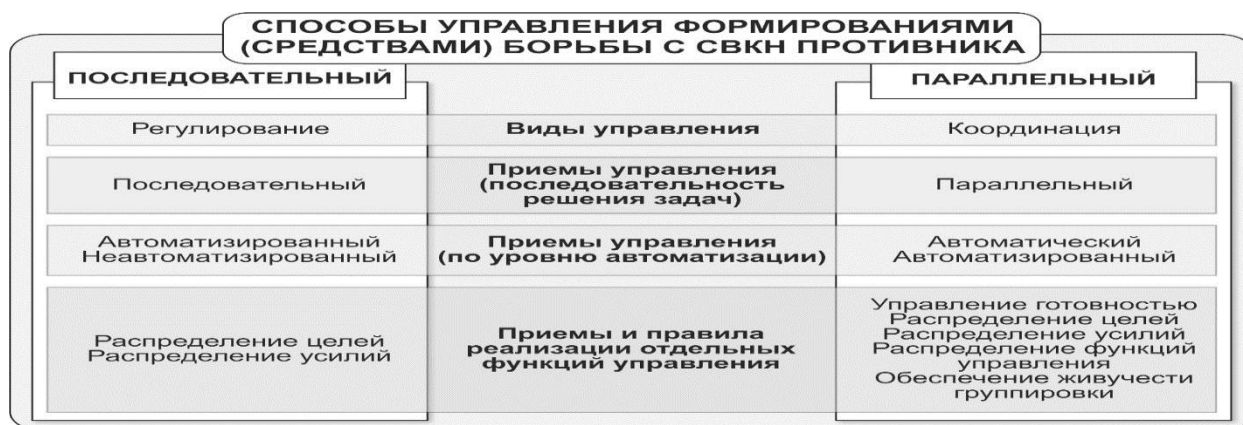 СПОСОБЫ УПРАВЛЕНИЯ ФОРМИРОВАНИЯМИ
(СРЕДСТВАМИ) БОРЬБЫ С СВКН ПРОТИВНИКА
ПОСЛЕДОВАТЕЛЬНЫЙ
ПАРАЛЛЕЛЬНЫЙ
Регулирование
Виды управления
Координация
Последовательный
Приемы управления
(последовательность
решения задач)
Параллельный
Автоматизированный
Неавтоматизированный
Приемы управления
(по уровню автоматизации)
Автоматический
Автоматизированный
Распределение целей
Распределение усилий
Приемы и правила
реализации отдельных
функций управления
Управление готовностью
Распределение целей
Распределение усилий
Распределение функций
управления
Обеспечение живучести
группировки